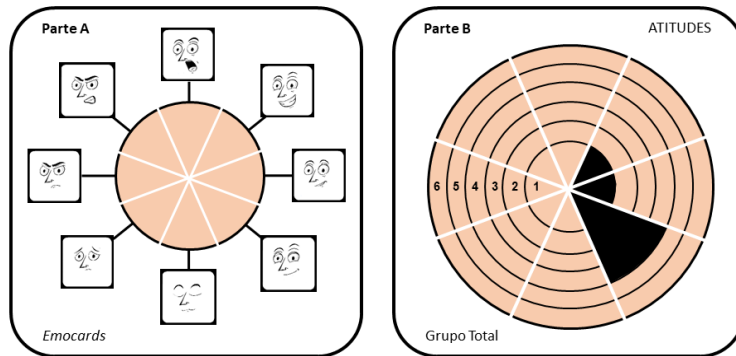 Parte A
Emocards
Parte B
ATITUDES
6 5 4 3 2 1
Grupo Total